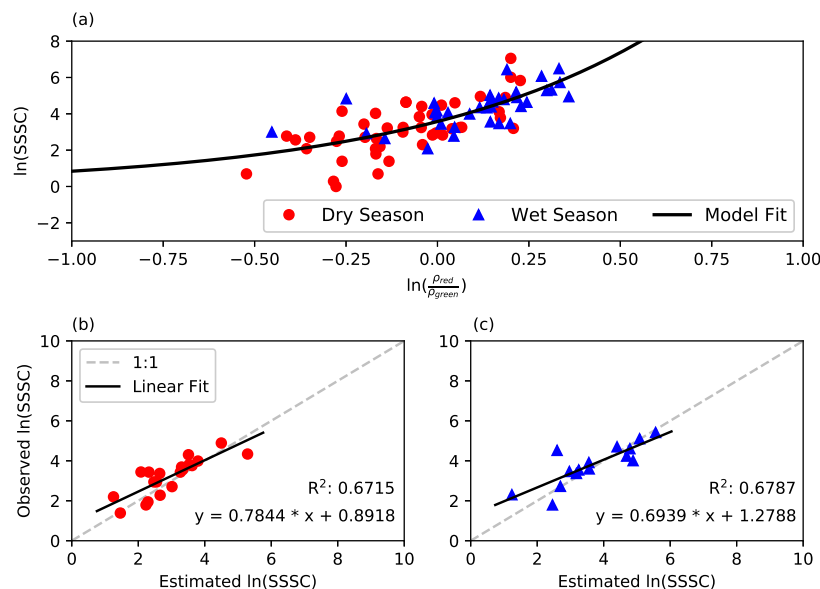 (a)
8
6
4
2
0
−2
ln(SSSC)
Dry Season
Wet Season
Model Fit
−1.00
−0.75
−0.50
−0.25
0.00
0.25
0.50
0.75
1.00
ln(ρred/ρgreen)
(b)
10
8
6
4
2
0
Observed ln(SSSC)
1:1
Linear Fit
R²: 0.6715
y = 0.7844 * x + 0.8918
0
2
4
6
8
10
Estimated ln(SSSC)
(c)
10
8
6
4
2
0
R²: 0.6787
y = 0.6939 * x + 1.2788
0
2
4
6
8
10
Estimated ln(SSSC)